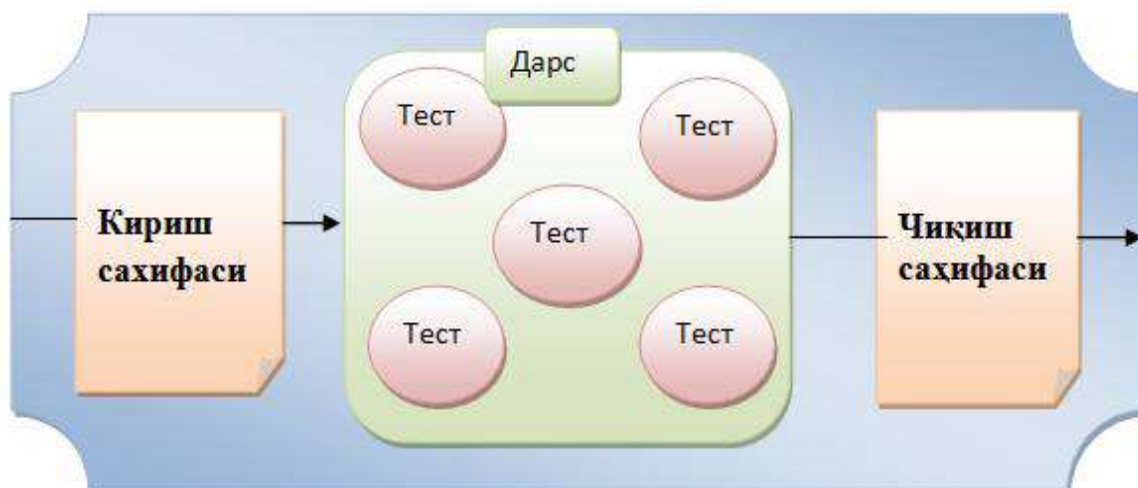 Дарс
Тест
Тест
Кириш
сахифаси
Тест
Чиқиш
саҳифаси
Тест
Тест